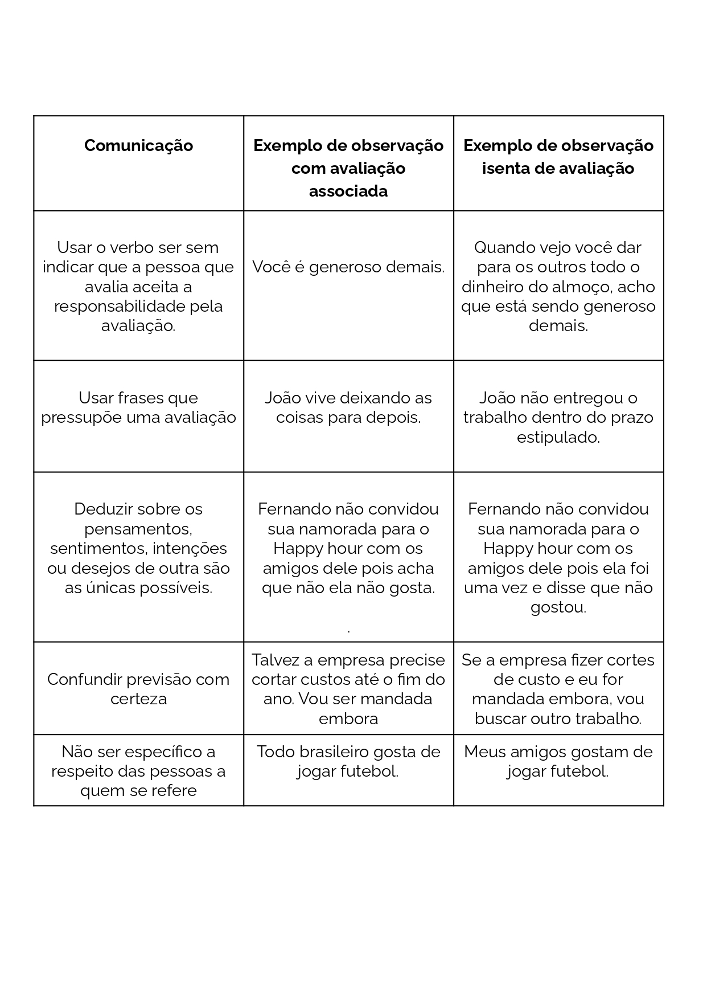 Comunicação
Exemplo de observação
com avaliação
associada
Exemplo de observação
isenta de avaliação
Usar o verbo ser sem
indicar que a pessoa que
avalia aceita a
responsabilidade pela
avaliação.
Você é generoso demais.
Quando vejo você dar
para os outros todo o
dinheiro do almoço, acho
que está sendo generoso
demais.
Usar frases que
pressupõe uma avaliação
João vive deixando as
coisas para depois.
João não entregou o
trabalho dentro do prazo
estipulado.
Deduzir sobre os
pensamentos,
sentimentos, intenções
ou desejos de outra são
as únicas possíveis.
Fernando não convidou
sua namorada para o
Happy hour com os
amigos dele pois acha
que não ela não gosta.
.
Fernando não convidou
sua namorada para o
Happy hour com os
amigos dele pois ela foi
uma vez e disse que não
gostou.
Confundir previsão com
certeza
Talvez a empresa precise
cortar custos até o fim do
ano. Vou ser mandada
embora
Se a empresa fizer cortes
de custo e eu for
mandada embora, vou
buscar outro trabalho.
Não ser específico a
respeito das pessoas a
quem se refere
Todo brasileiro gosta de
jogar futebol.
Meus amigos gostam de
jogar futebol.